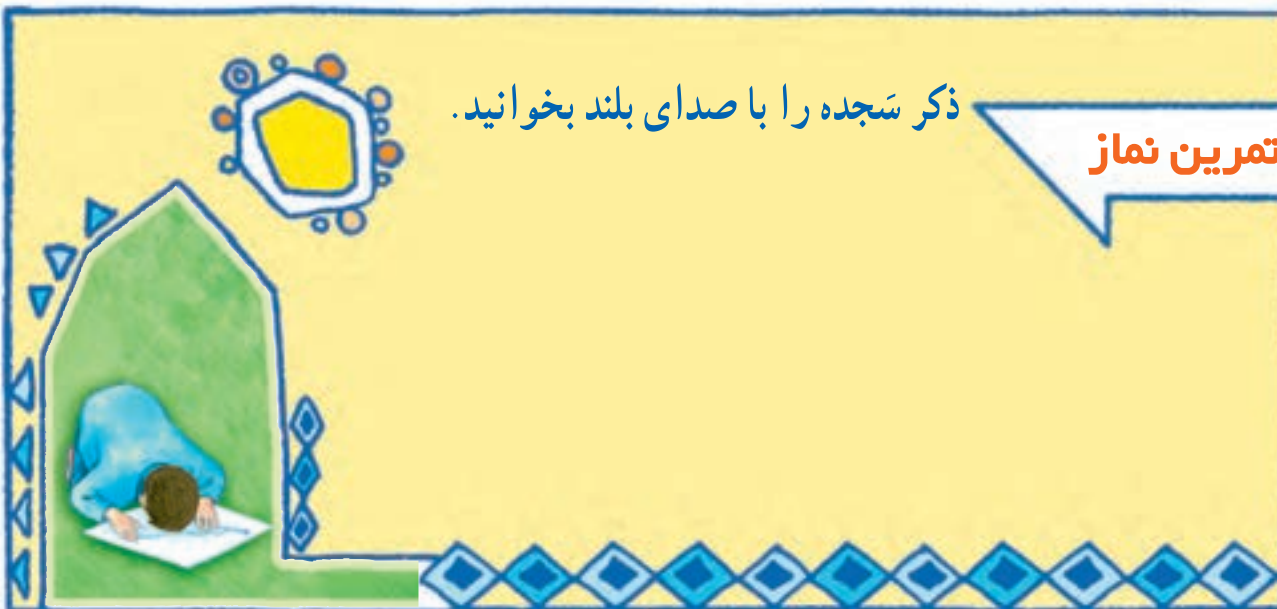 تمرین نماز
ذکر سَجده را با صدای بلند بخوانید.